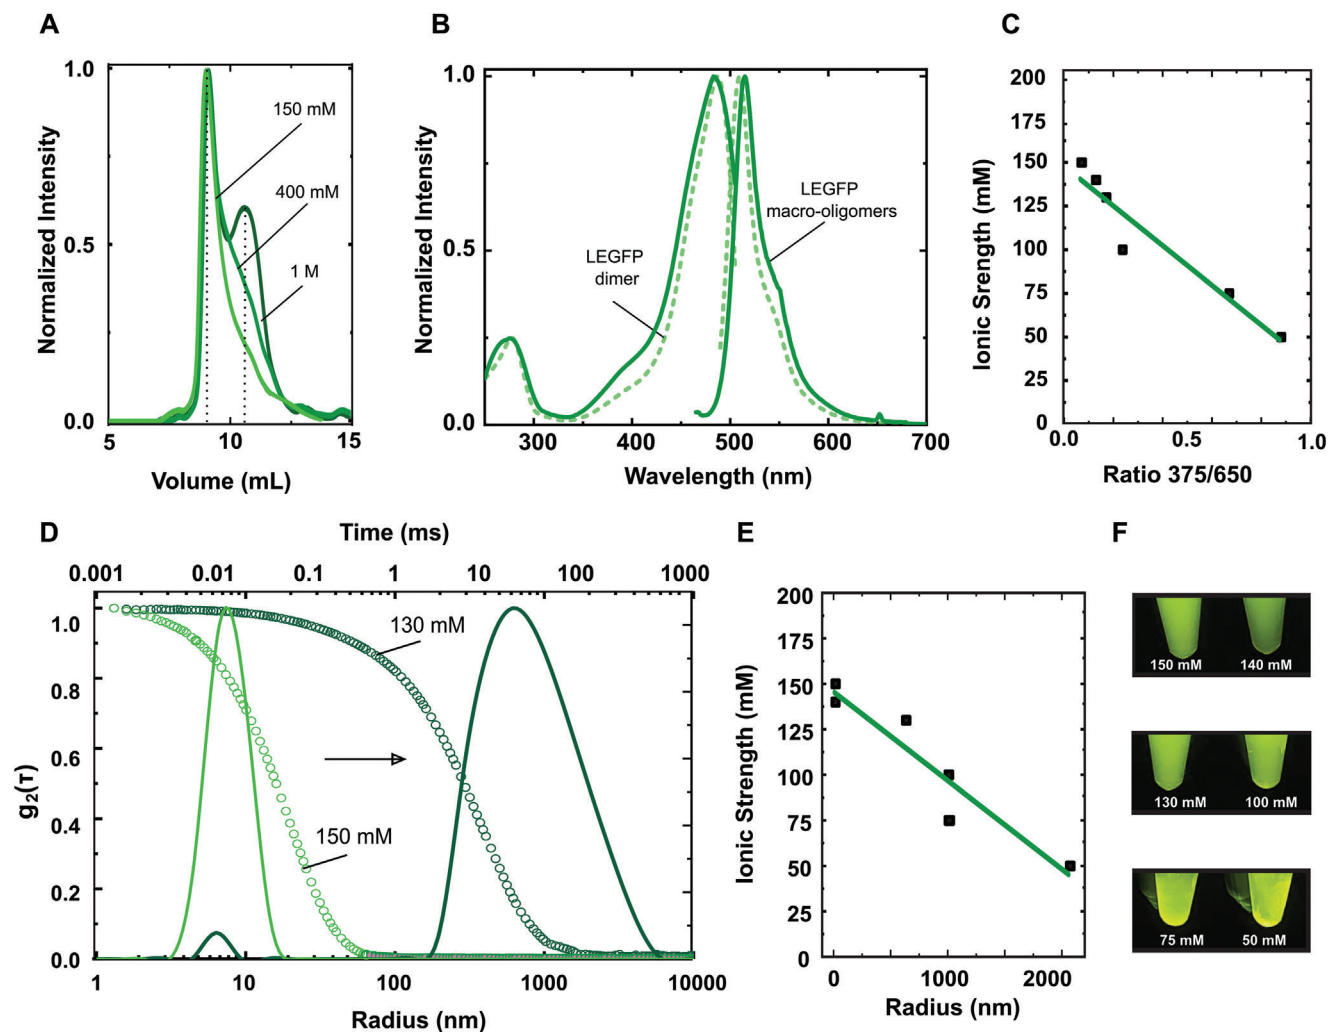 A
Normalized Intensity
1.0
0.5
0.0
150 mM
400 mM
1 M
5
10
15
Volume (mL)
B
Normalized Intensity
1.0
0.5
0.0
LEGFP
dimer
LEGFP
macro-oligomers
300
400
500
600
700
Wavelength (nm)
C
Ionic Srength (mM)
200
175
150
125
100
75
50
25
0
0.0
0.5
1.0
Ratio 375/650
D
Time (ms)
0.001
0.01
0.1
1
10
100
1000
g2(τ)
1.0
0.8
0.6
0.4
0.2
0.0
130 mM
150 mM
1
10
100
1000
10000
Radius (nm)
E
Ionic Strength (mM)
200
175
150
125
100
75
50
25
0
0
1000
2000
Radius (nm)
F
150 mM
140 mM
130 mM
100 mM
75 mM
50 mM